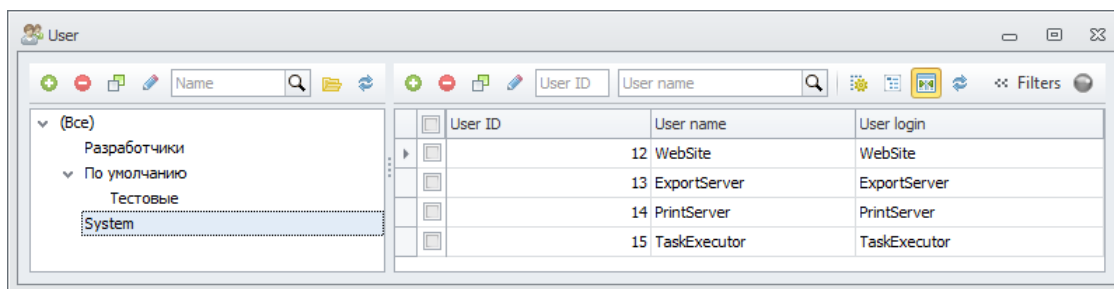 User
Name
User ID User name << Filters
(Все)
Разработчики
По умолчанию
Тестовые
System
User ID User name User login
12 WebSite WebSite
13 ExportServer ExportServer
14 PrintServer PrintServer
15 TaskExecutor TaskExecutor